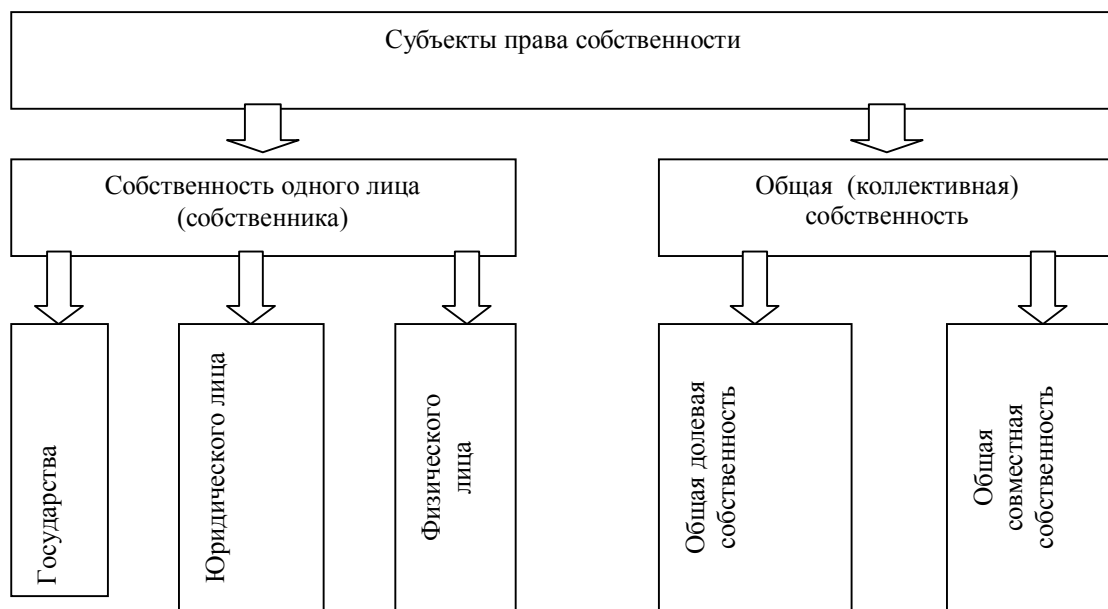 Субъекты права собственности
Собственность одного лица
(собственника)
Общая (коллективная)
собственность
Государства
Юридического лица
Физического
лица
Общая долевая
собственность
Общая
совместная
собственность